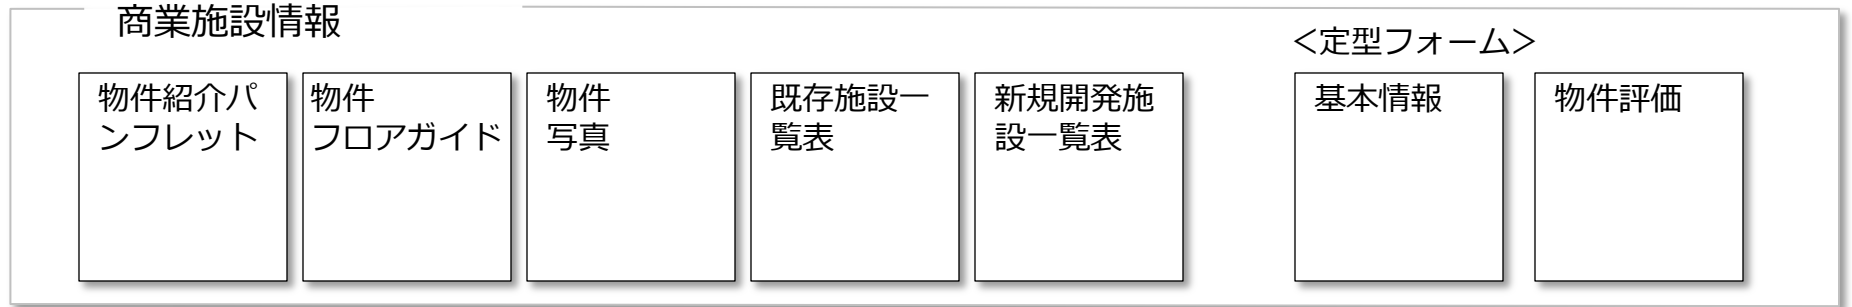 商業施設情報
＜定型フォーム＞
物件紹介パ
ンフレット
物件
フロアガイド
物件
写真
既存施設一
覧表
新規開発施
設一覧表
基本情報
物件評価